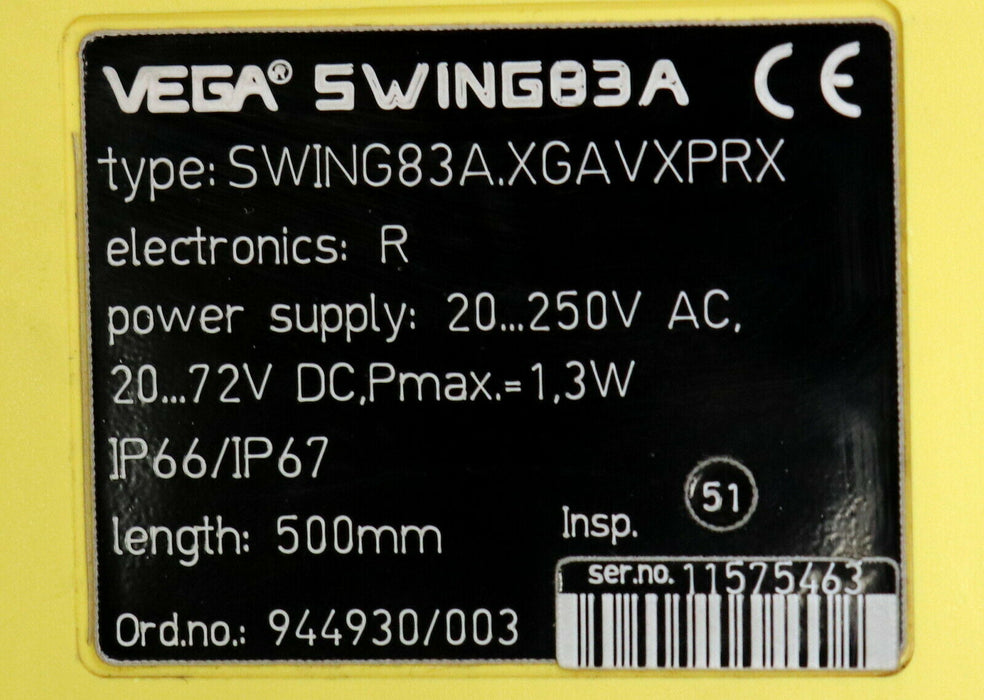 VEGA® SWING83A CE
type: SWING83A.XGAVXPRX
electronics: R
power supply: 20...250V AC,
20...72V DC,Pmax.=1,3W
IP66/IP67
length: 500mm
Insp. 51
ser.no. 11575463
Ord.no.: 944930/003